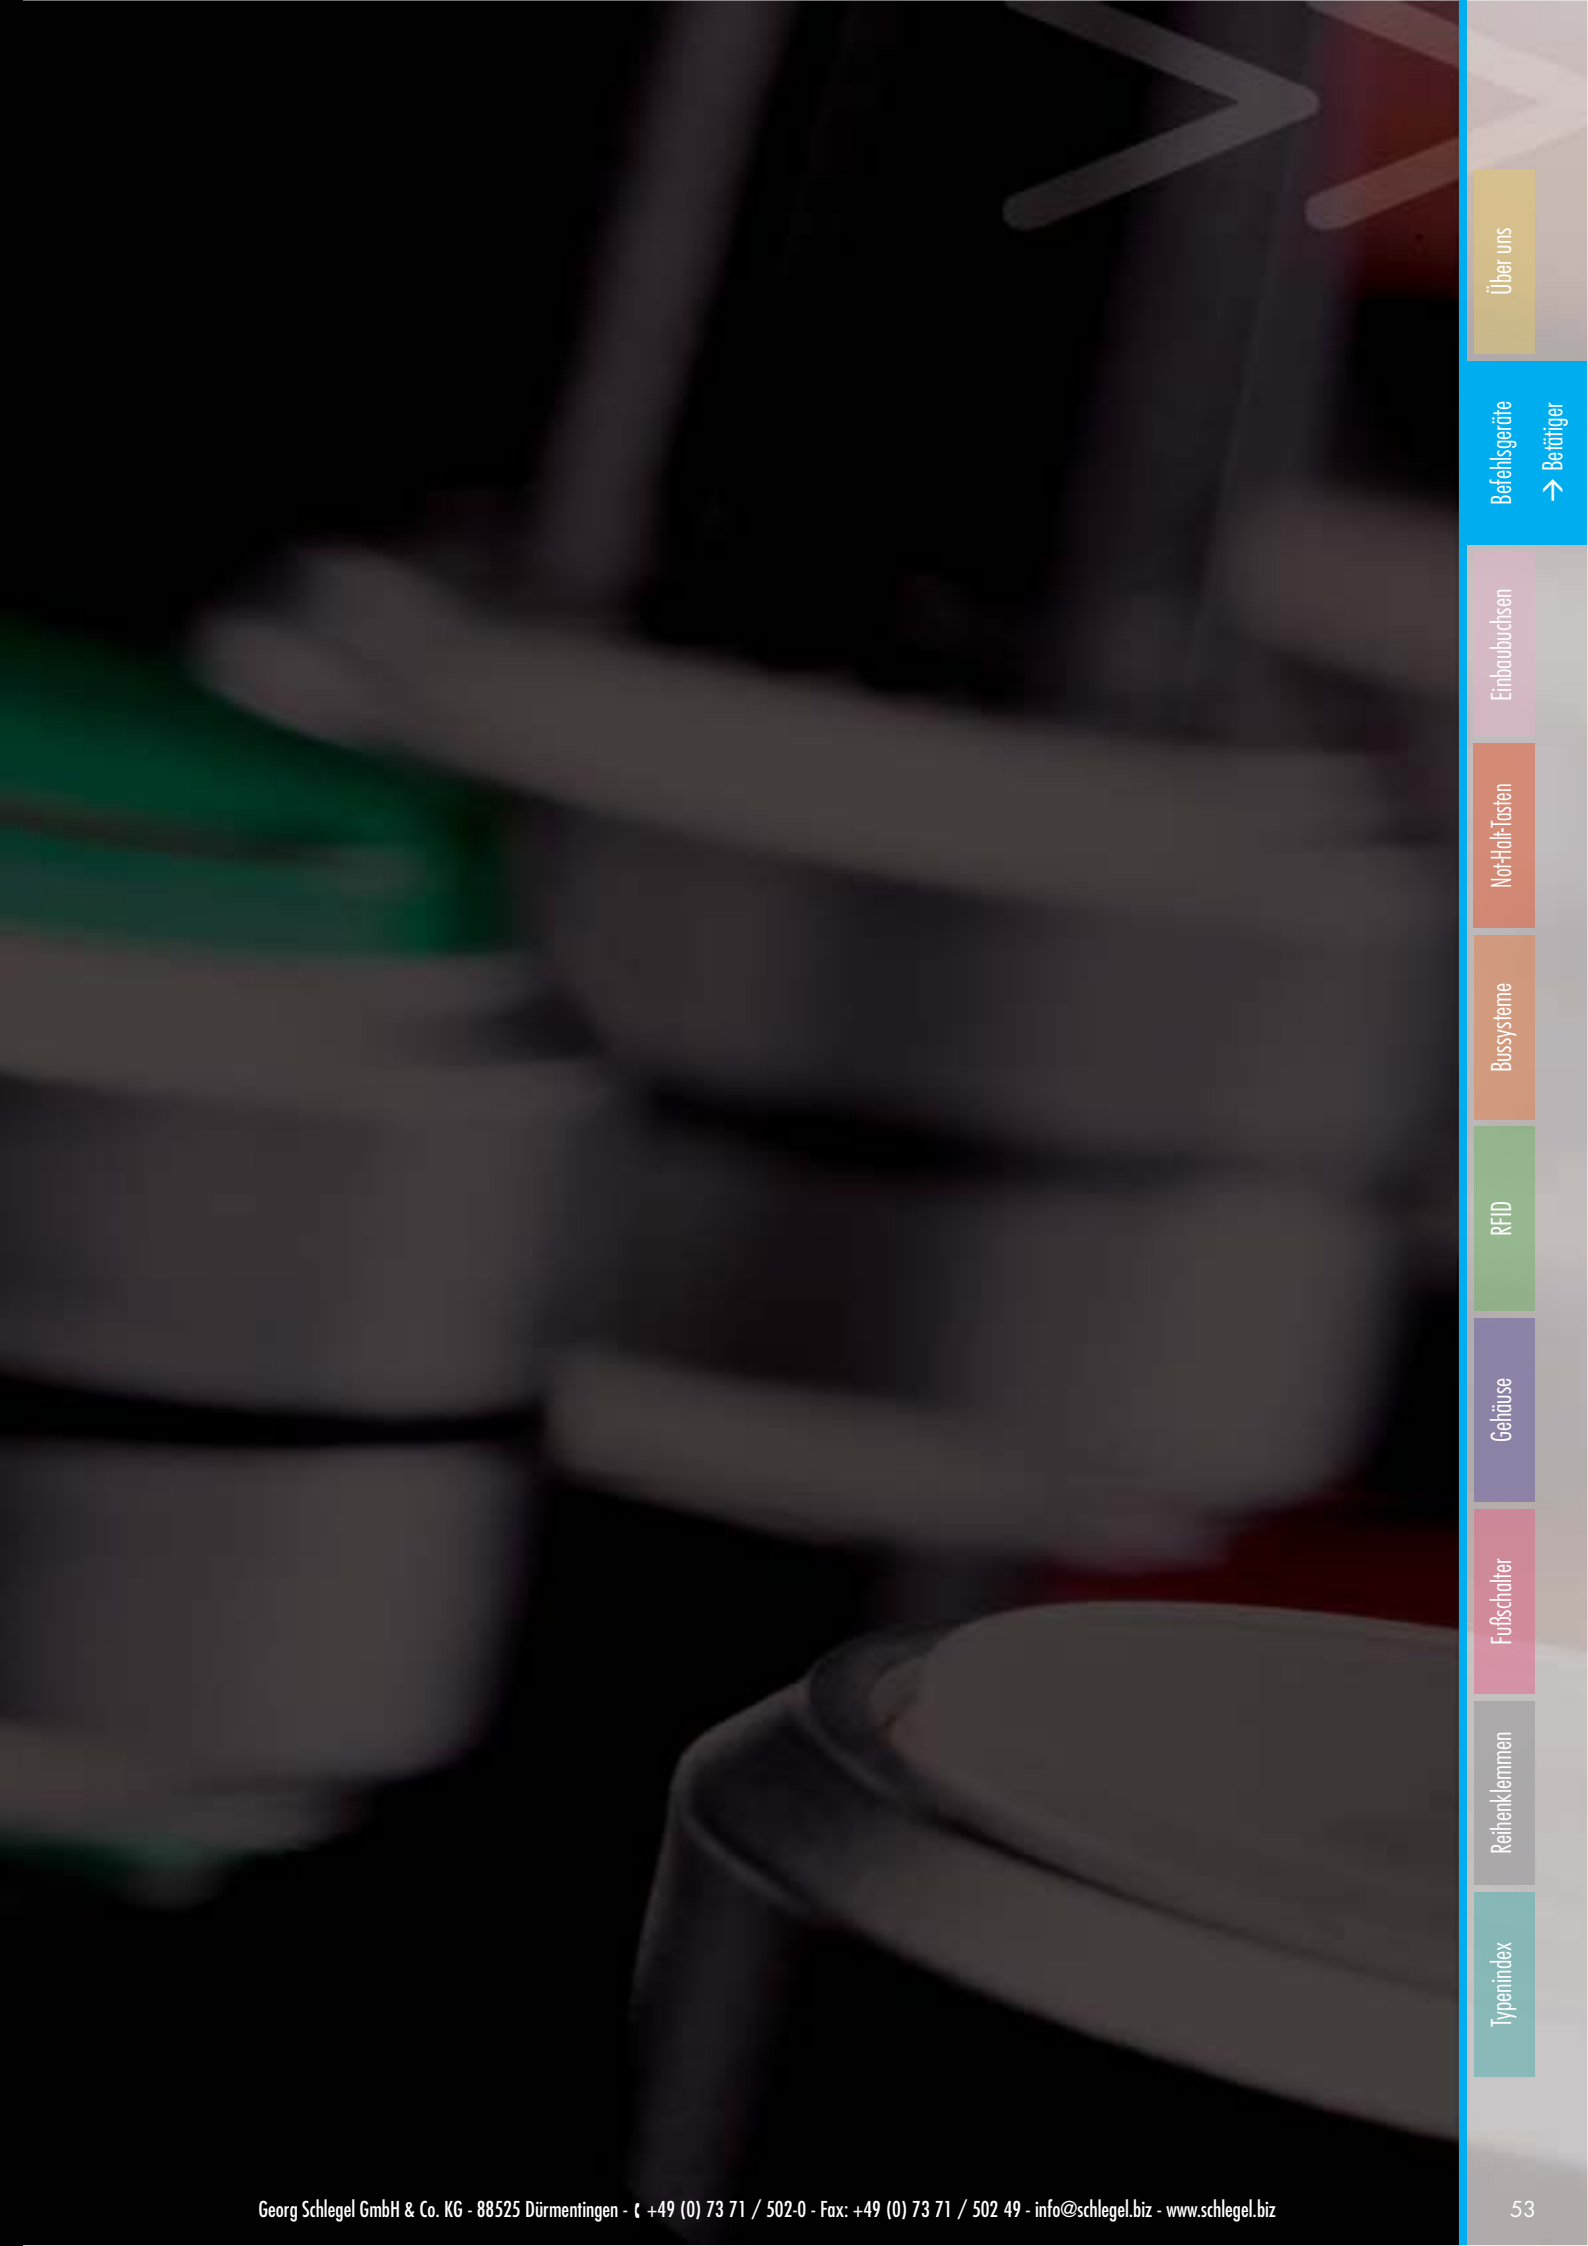 Über uns
Befehlsgeräte
→ Betätiger
Einbaubuchsen
Not-Halt-Tasten
Bussysteme
RFID
Gehäuse
Fußschalter
Reihenklemmen
Typenindex
Georg Schlegel GmbH & Co. KG - 88525 Dürmentingen - ✆ +49 (0) 73 71 / 502-0 - Fax: +49 (0) 73 71 / 502 49 - info@schlegel.biz - www.schlegel.biz
53